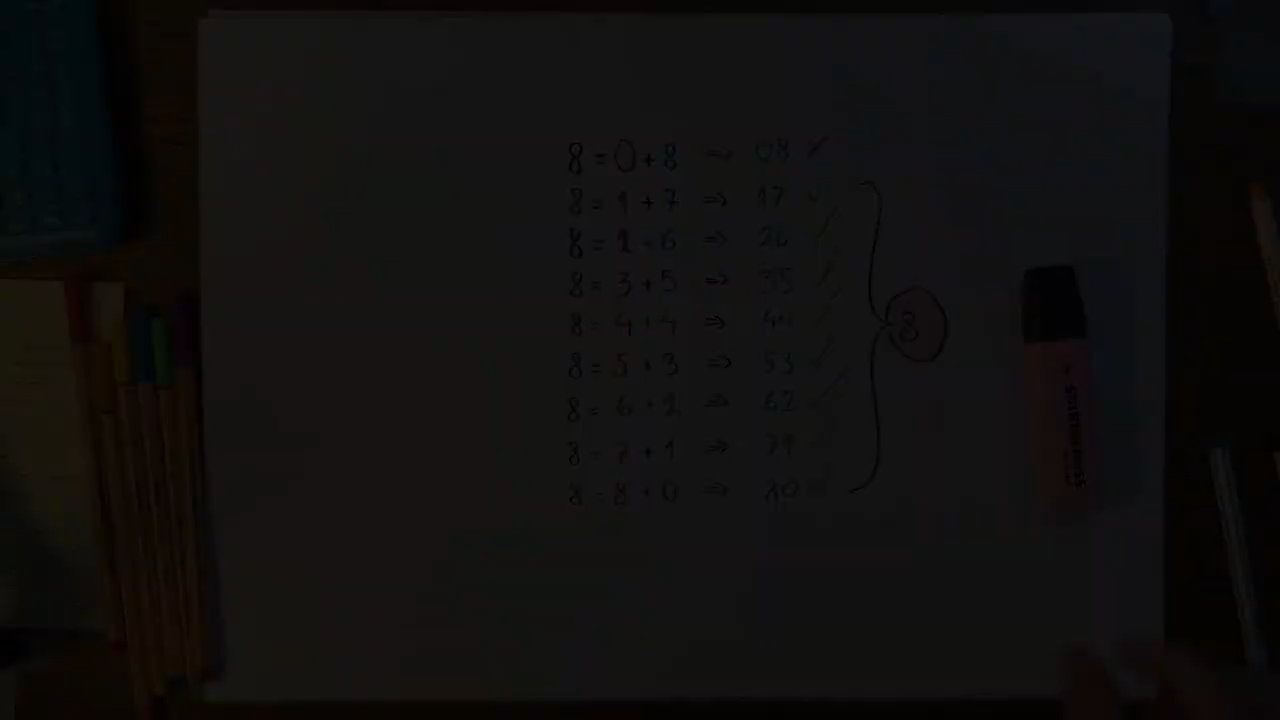 8 = 0 + 8 ⇒ 08 ✓
8 = 1 + 7 ⇒ 17 ✓
8 = 2 + 6 ⇒ 26 ✓
8 = 3 + 5 ⇒ 35 ✓
8 = 4 + 4 ⇒ 44 ✓
8 = 5 + 3 ⇒ 53 ✓
8 = 6 + 2 ⇒ 62 ✓
8 = 7 + 1 ⇒ 71
8 = 8 + 0 ⇒ 80
8